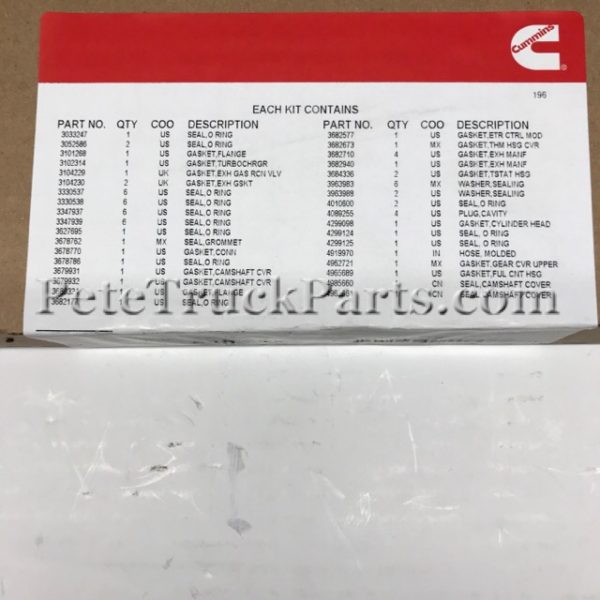 Cummins
196
EACH KIT CONTAINS
PART NO. QTY COO DESCRIPTION
3033247 1 US SEAL,O RING
3052586 2 US SEAL,O RING
3101268 1 US GASKET,FLANGE
3102314 1 US GASKET,TURBOCHRGR
3104229 1 UK GASKET,EXH GAS RCN VLV
3104230 2 UK GASKET,EXH GSKT
3330537 6 US SEAL,O RING
3330538 6 US SEAL,O RING
3347937 6 US SEAL,O RING
3347939 6 US SEAL,O RING
3627695 1 US SEAL,O RING
3678762 1 MX SEAL,GROMMET
3678770 1 US GASKET,CONN
3678786 1 US SEAL,O RING
3679931 1 US GASKET,CAMSHAFT CVR
3679932 US GASKET,CAMSHAFT CVR
GASKET,FLANGE
SEAL,O RING
PART NO. QTY COO DESCRIPTION
3682577 1 US GASKET,ETR CTRL MOD
3682673 1 MX GASKET,THM HSG CVR
3682710 4 US GASKET,EXH MANF
3682940 1 US GASKET,EXH MANF
3684336 2 US GASKET,TSTAT HSG
3963983 6 MX WASHER,SEALING
3963988 2 US WASHER,SEALING
4010600 2 US SEAL,O RING
4089255 4 US PLUG,CAVITY
4299098 1 US GASKET,CYLINDER HEAD
4299124 1 US SEAL, O RING
4299125 1 US SEAL, O RING
4919970 1 IN HOSE, MOLDED
4962721 1 MX GASKET,GEAR CVR UPPER
4965689 1 US GASKET,FUL CNT HSG
4985660 CN SEAL,CAMSHAFT COVER
CN SEAL,CAMSHAFT COVER
PeteTruckParts.com